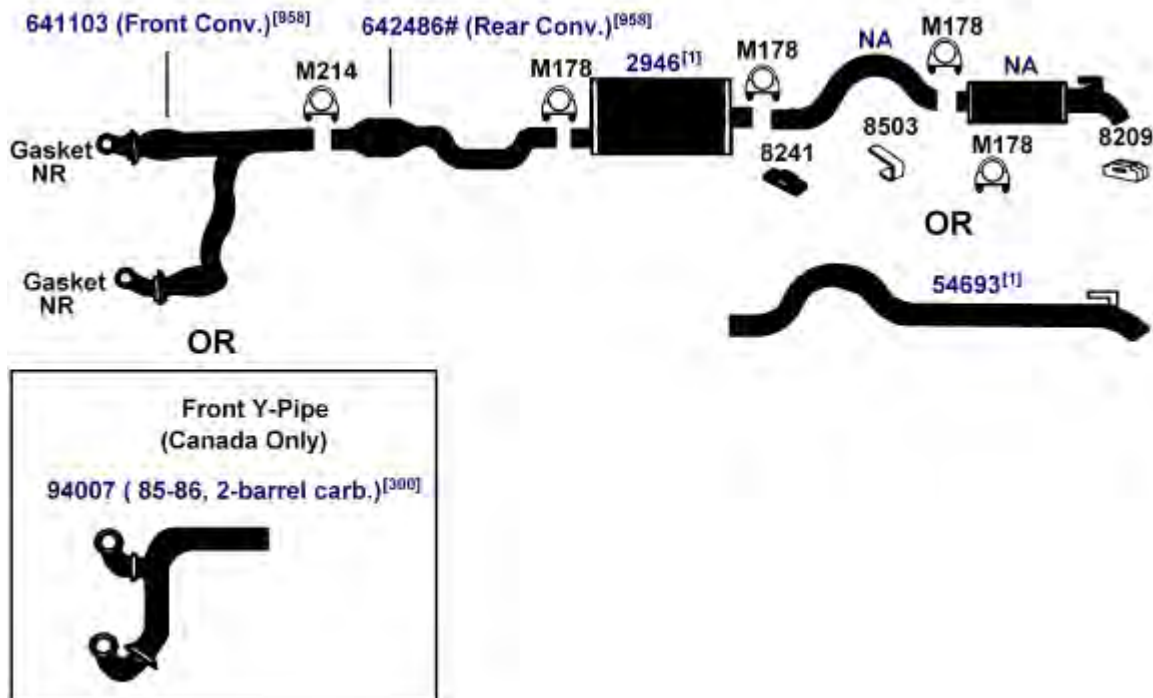 641103 (Front Conv.)[958]
642486# (Rear Conv.)[958]
M214
M178
2946[1]
M178
NA
M178
NA
Gasket
NR
8241
8503
M178
8209
OR
Gasket
NR
54693[1]
OR
Front Y-Pipe
(Canada Only)
94007 ( 85-86, 2-barrel carb.)[300]